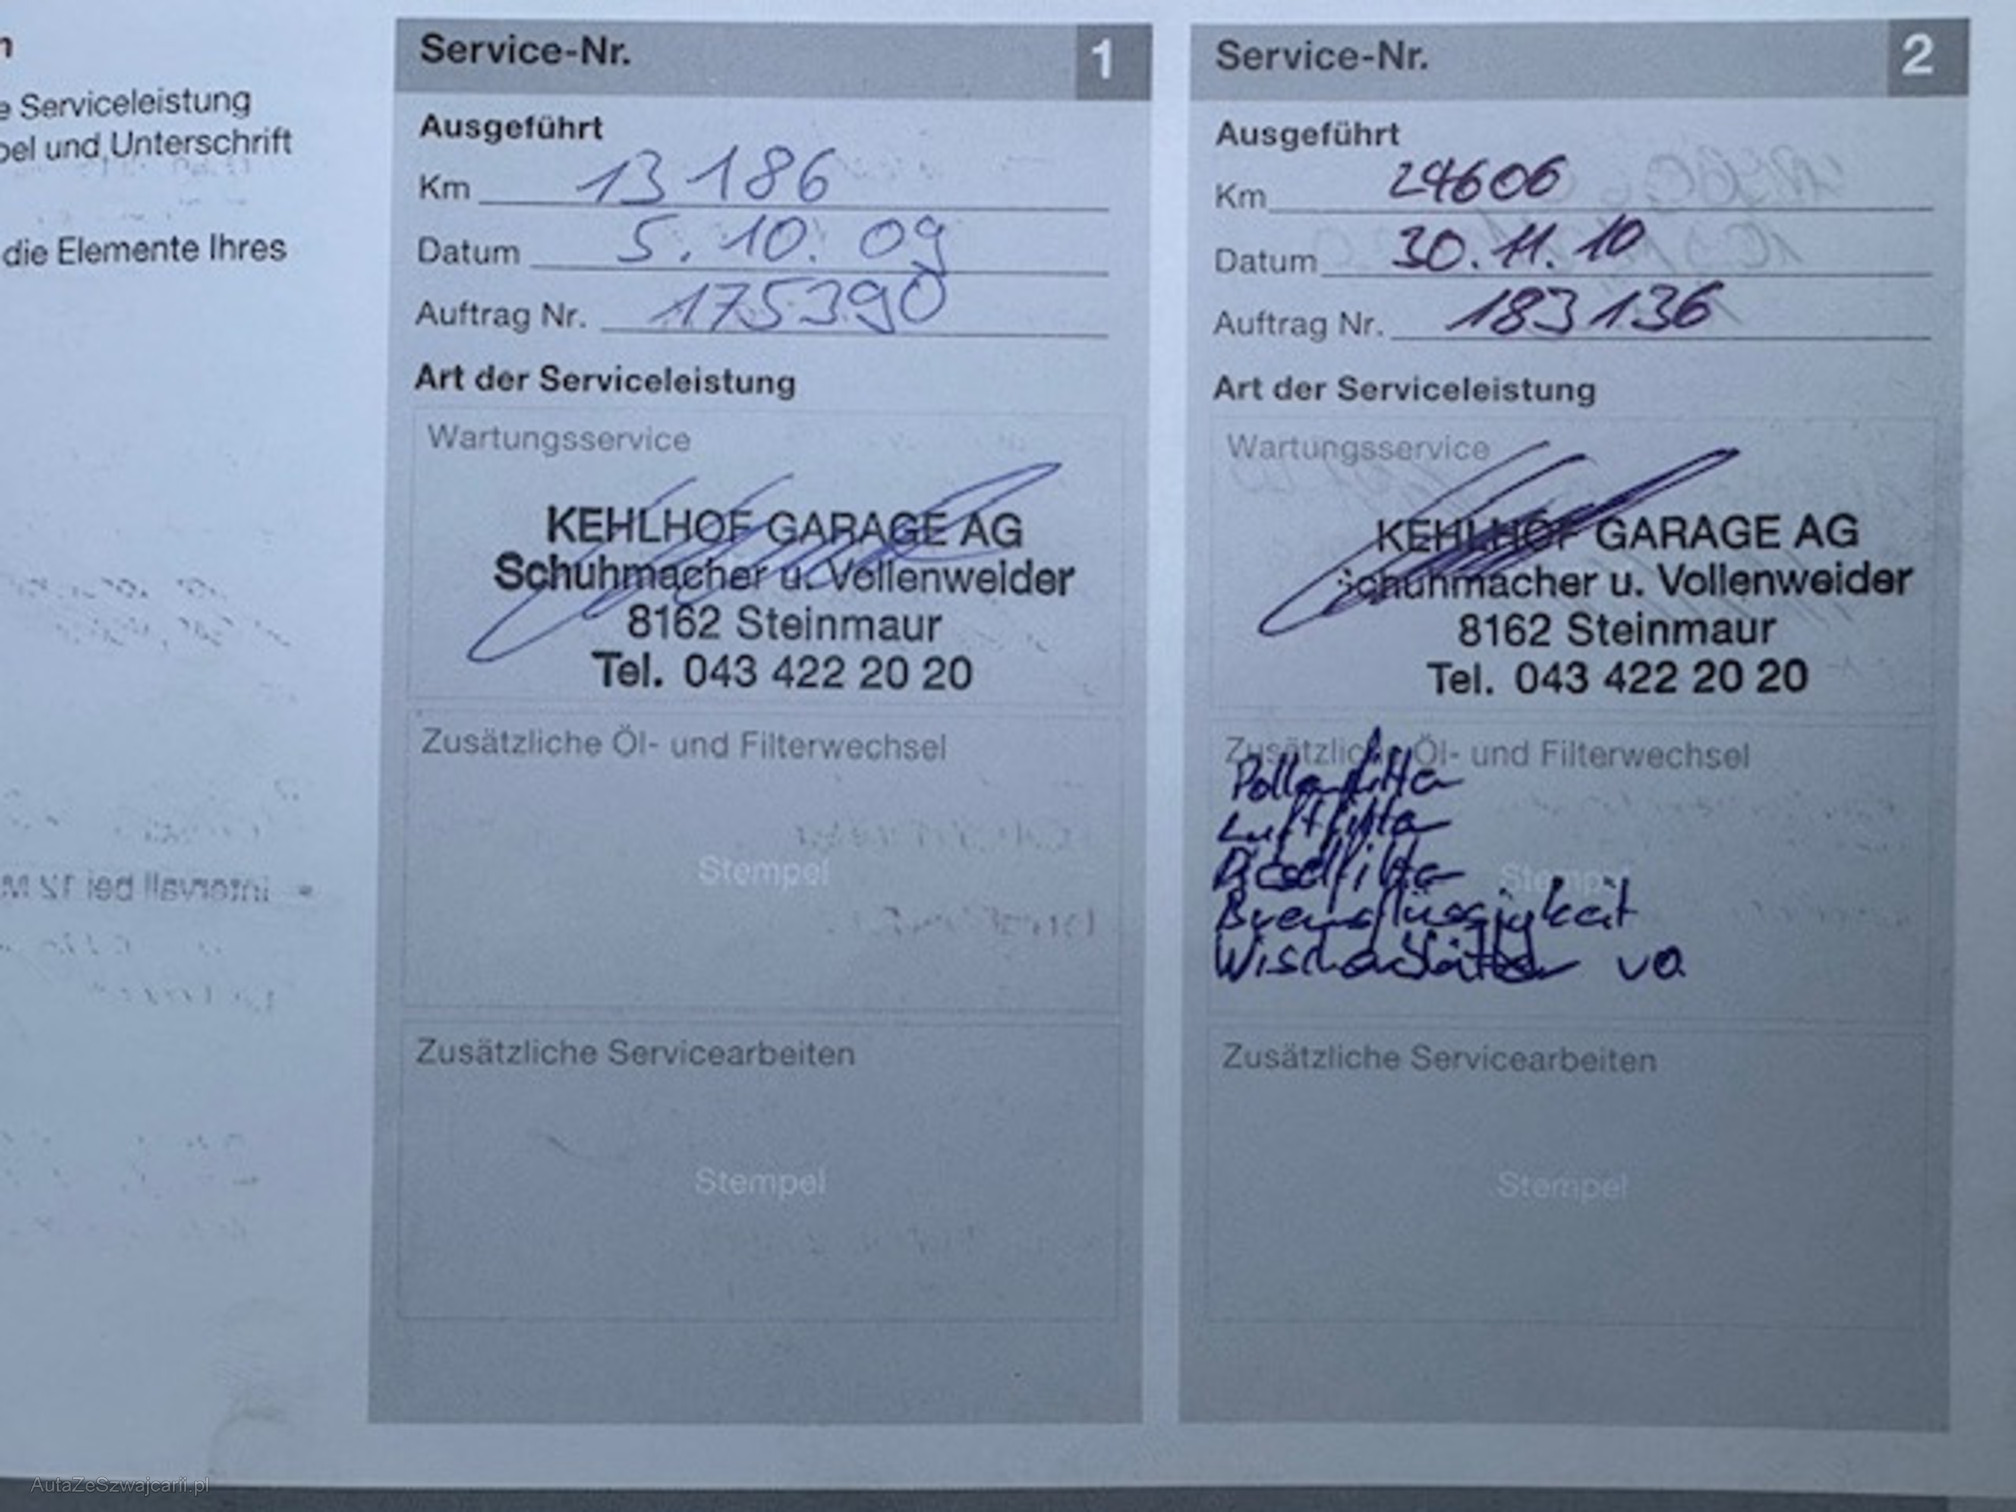 n
e Serviceleistung
pel und Unterschrift
die Elemente Ihres
Service-Nr. 1
Ausgeführt
Km 13186
Datum 5.10.09
Auftrag Nr. 175390
Art der Serviceleistung
Wartungsservice
KEHLHOF GARAGE AG
Schuhmacher u. Vollenweider
8162 Steinmaur
Tel. 043 422 20 20
Zusätzliche Öl- und Filterwechsel
Stempel
Zusätzliche Servicearbeiten
Stempel
Service-Nr. 2
Ausgeführt
Km 24606
Datum 30.11.10
Auftrag Nr. 183136
Art der Serviceleistung
Wartungsservice
KEHLHOF GARAGE AG
Schuhmacher u. Vollenweider
8162 Steinmaur
Tel. 043 422 20 20
Zusätzliche Öl- und Filterwechsel
Pollenfilter
Luftfilter
Dieselfilter
Stempel
Bremsflüssigkeit
Wischerblätter vo.
Zusätzliche Servicearbeiten
Stempel
AutaZeSzwajcarii.pl